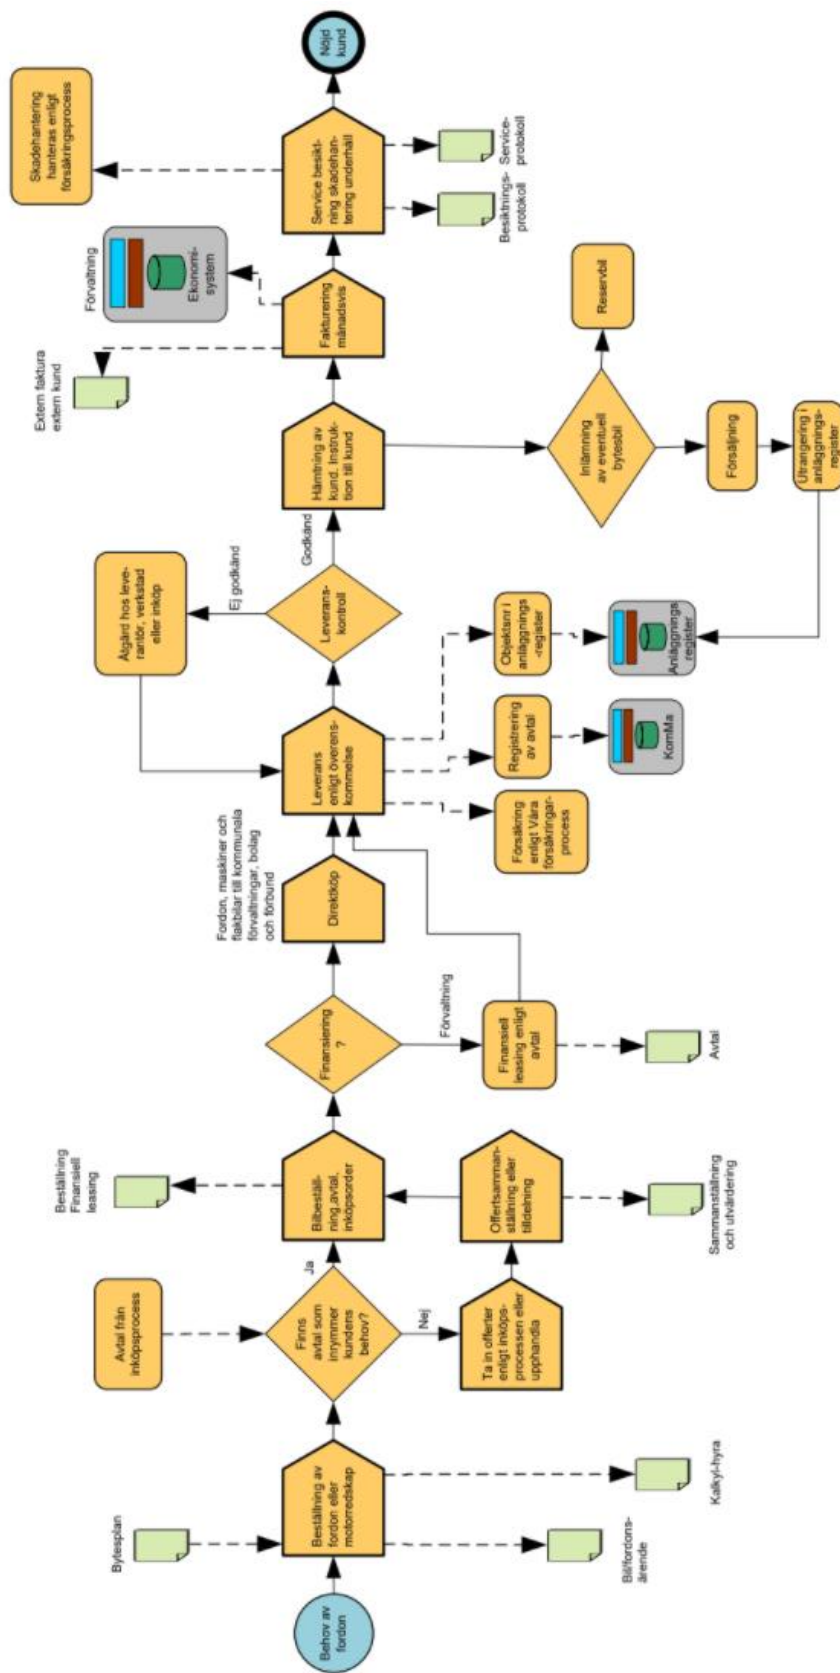 Behov av
fordon
Bytesplan
Beställning av
fordon eller
motorredskap
Bil/fordons-
ärende
Kalkyl-hyra
Avtal från
inköpsprocess
Finns
avtal som
inrymmer
kundens
behov?
Ja
Nej
Ta in offerter
enligt inköps-
processen eller
upphandla
Offertsamman-
ställning eller
tilldelning
Sammanställning
och utvärdering
Beställning
Finansiell
leasing
Bilbeställ-
ning,avtal,
inköpsorder
Finansiering
?
Förvaltning
Finansiell
leasing enligt
avtal
Avtal
Fordon, maskiner och
flakbilar till kommunala
förvaltningar, bolag
och förbund
Direktköp
Leverans
enligt överens-
kommelse
Försäkring
enligt Våra
försäkringar-
process
Registrering
av avtal
KomMa
Objektsnr i
anläggnings
-register
Anläggnings
register
Åtgärd hos leve-
rantör, verkstad
eller inköp
Ej godkänd
Leverans-
kontroll
Godkänd
Hämtning av
kund. Instruk-
tion till kund
Inlämning
av eventuell
bytesbil
Reservbil
Försäljning
Utrangering i
anläggnings-
register
Extern faktura
extern kund
Förvaltning
Ekonomi-
system
Fakturering
månadsvis
Skadehantering
hanteras enligt
försäkringsprocess
Service besikt-
ning skadehan-
tering underhåll
Besiktnings-
protokoll
Service-
protokoll
Nöjd
kund